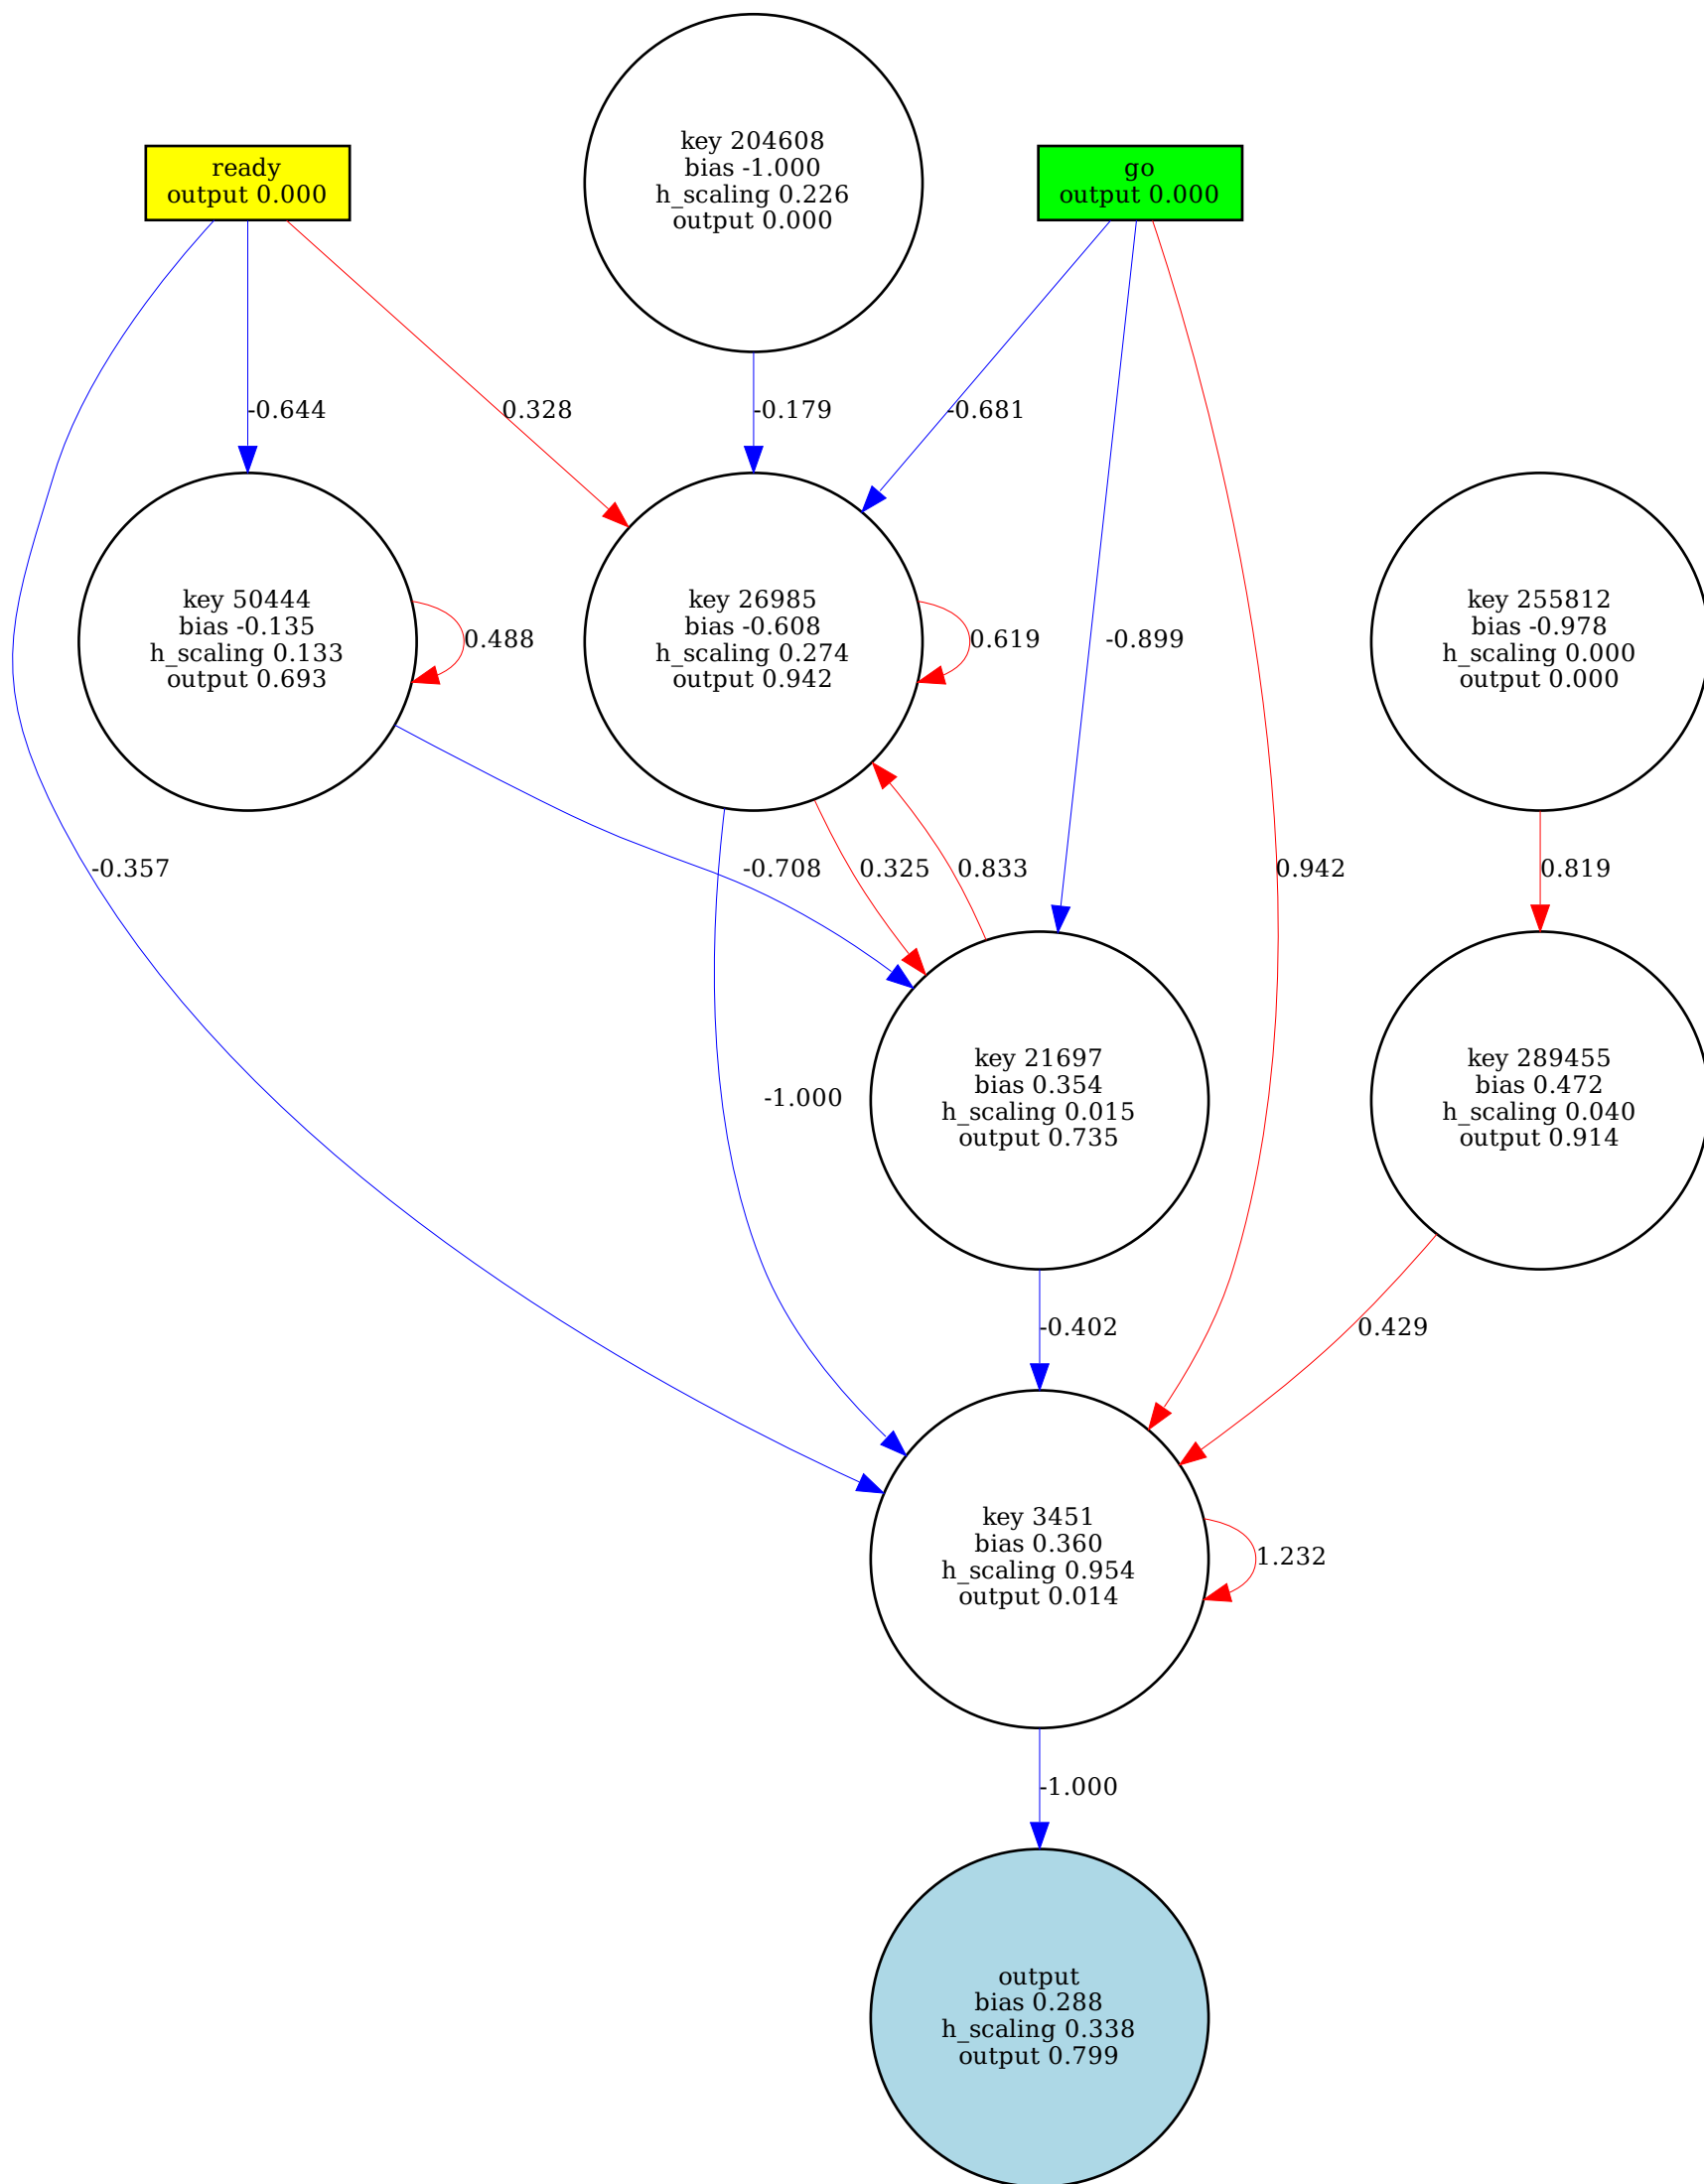 key 204608
bias -1.000
h_scaling 0.226
output 0.000
ready
output 0.000
go
output 0.000
-0.644
0.328
-0.179
-0.681
key 50444
bias -0.135
h_scaling 0.133
output 0.693
0.488
key 26985
bias -0.608
h_scaling 0.274
output 0.942
0.619
-0.899
key 255812
bias -0.978
h_scaling 0.000
output 0.000
-0.357
-0.708
0.325
0.833
0.942
0.819
-1.000
key 21697
bias 0.354
h_scaling 0.015
output 0.735
key 289455
bias 0.472
h_scaling 0.040
output 0.914
-0.402
0.429
key 3451
bias 0.360
h_scaling 0.954
output 0.014
1.232
-1.000
output
bias 0.288
h_scaling 0.338
output 0.799